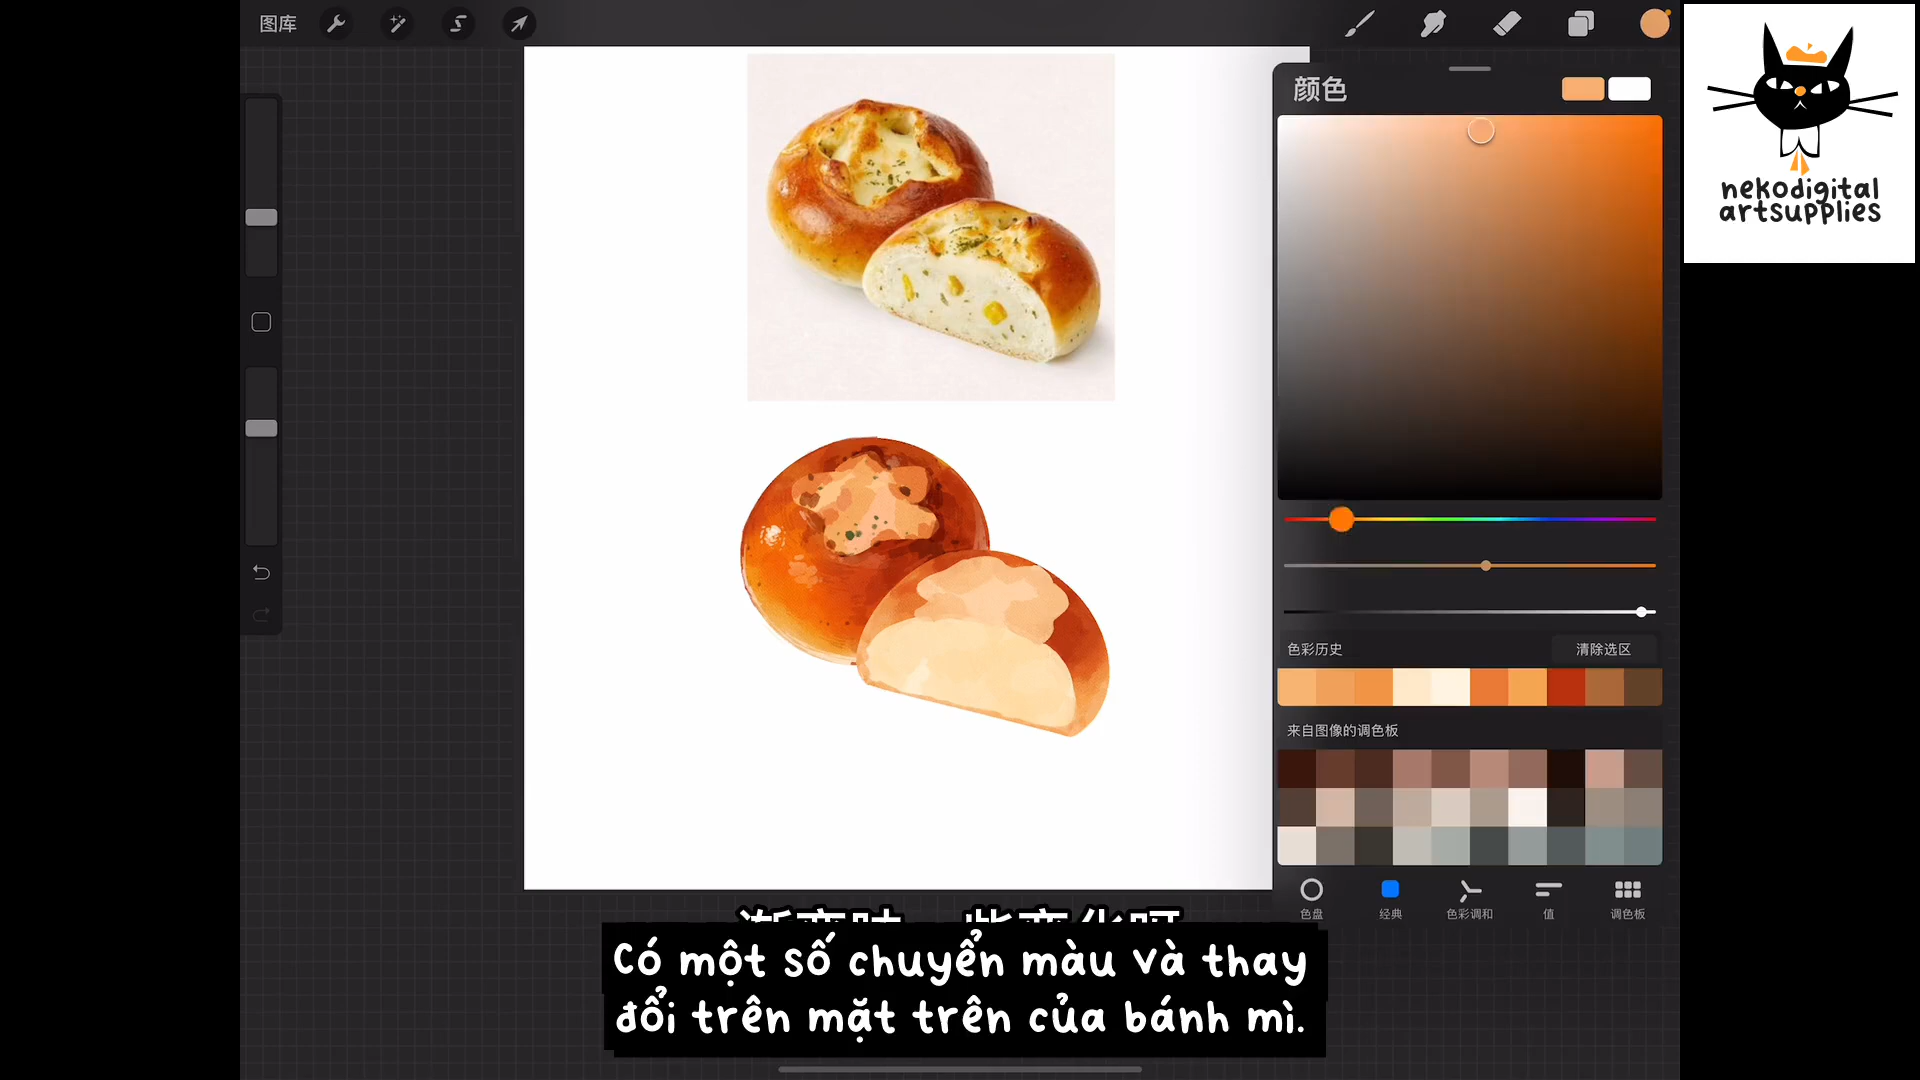 图库
颜色
nekodigital
artsupplies
色彩历史
清除选区
来自图像的调色板
色盘
经典
色彩调和
值
调色板
Có một số chuyển màu và thay
đổi trên mặt trên của bánh mì.